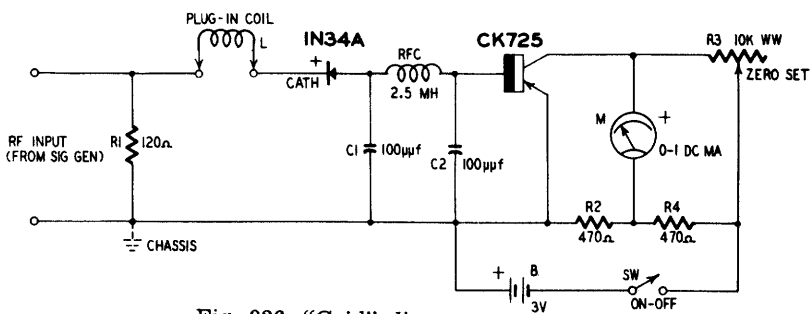 PLUG-IN COIL
L
IN34A
CK725
R3 10K WW
ZERO SET
+
CATH
RFC
2.5 MH
M
+
0-1 DC MA
RF INPUT
(FROM SIG GEN)
R1
120Ω
C1
100μμf
C2
100μμf
R2
470Ω
R4
470Ω
CHASSIS
+
B
3V
SW
ON-OFF